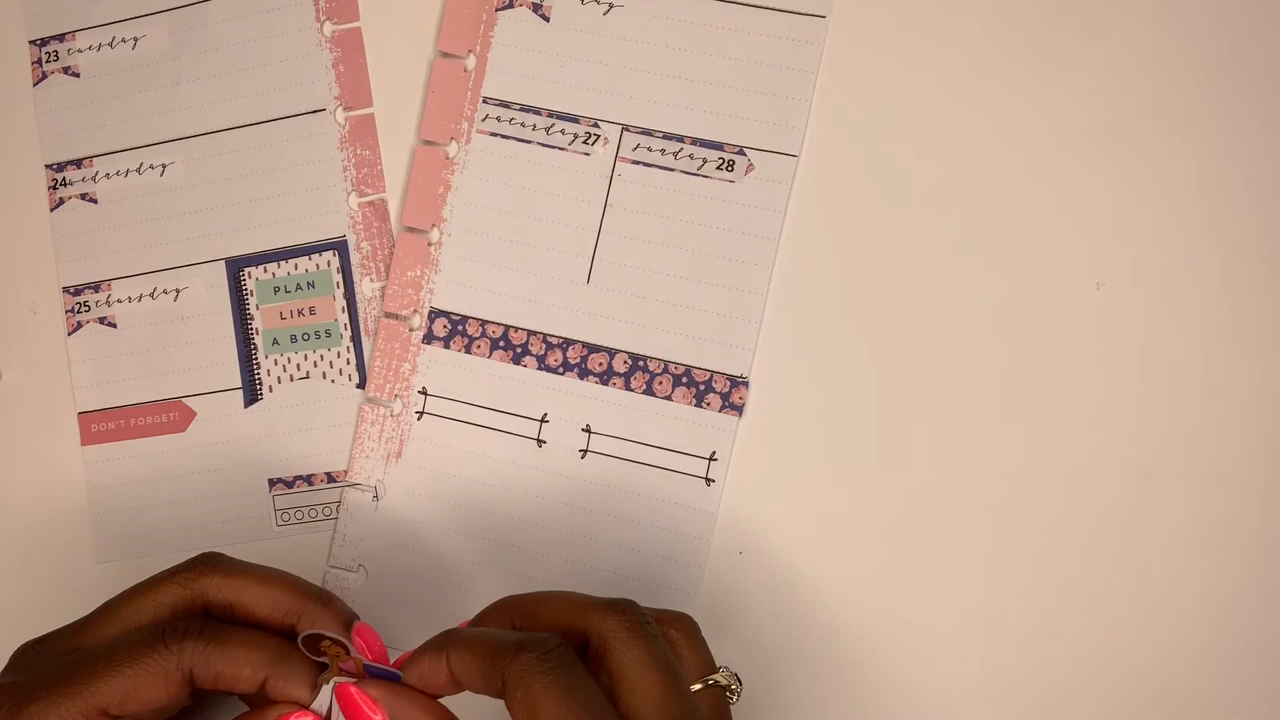 23 tuesday
24 wednesday
25 thursday
PLAN
LIKE
A BOSS
DON'T FORGET!
saturday 27
sunday 28